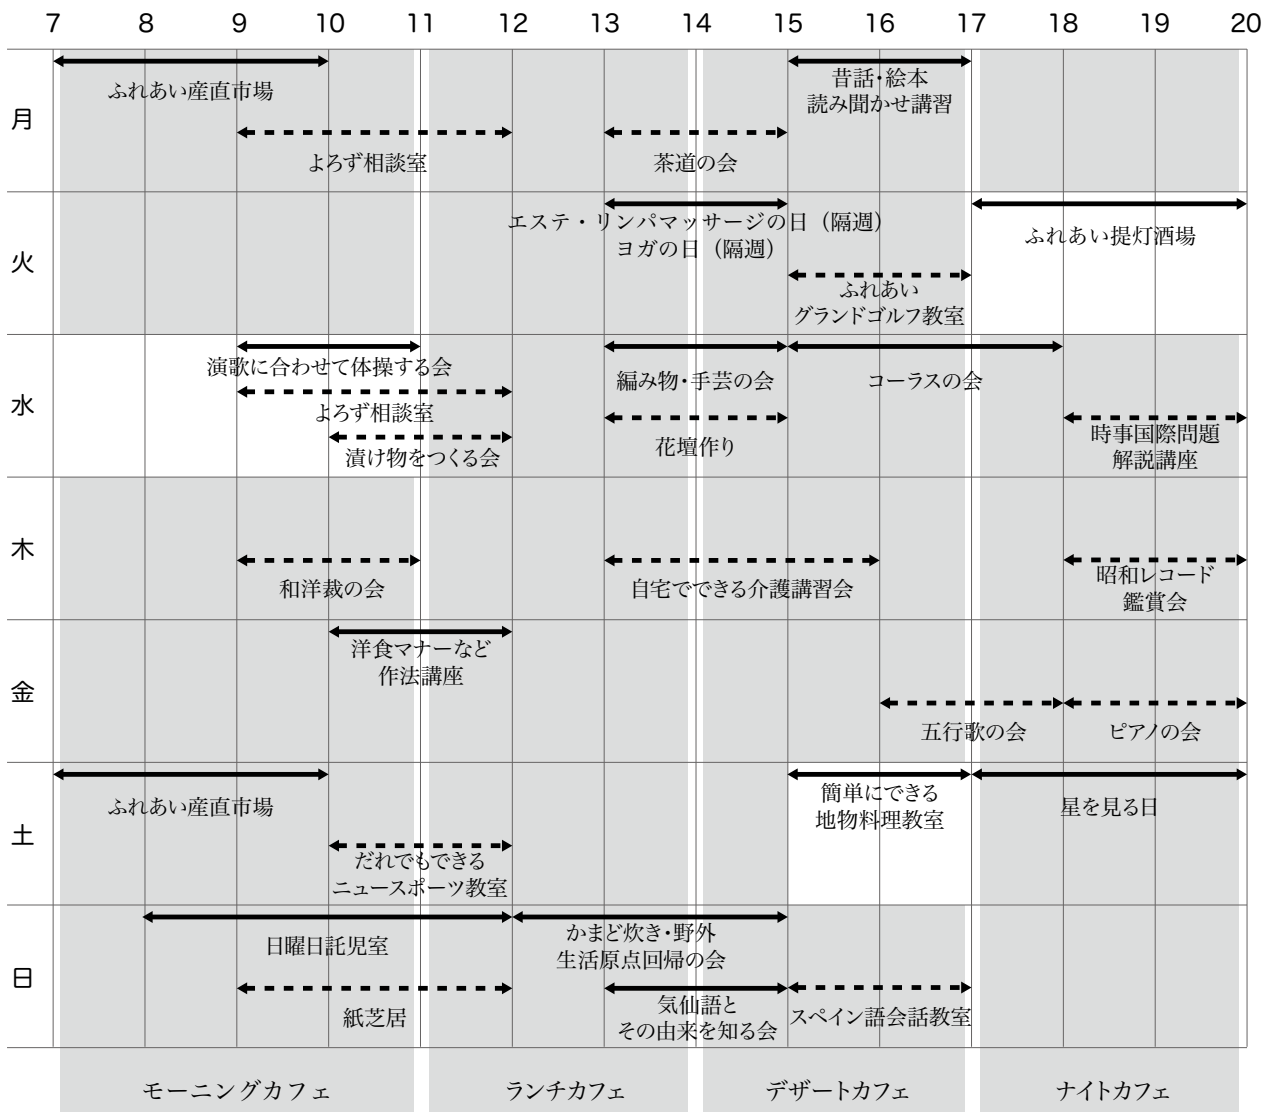 7 8 9 10 11 12 13 14 15 16 17 18 19 20
月
ふれあい産直市場
昔話・絵本
読み聞かせ講習
よろず相談室
茶道の会
火
エステ・リンパマッサージの日（隔週）
ヨガの日（隔週）
ふれあい提灯酒場
ふれあい
グランドゴルフ教室
水
演歌に合わせて体操する会
編み物・手芸の会
コーラスの会
よろず相談室
花壇作り
時事国際問題
解説講座
漬け物をつくる会
木
和洋裁の会
自宅でできる介護講習会
昭和レコード
鑑賞会
金
洋食マナーなど
作法講座
五行歌の会
ピアノの会
土
ふれあい産直市場
簡単にできる
地物料理教室
星を見る日
だれでもできる
ニュースポーツ教室
日
日曜日託児室
かまど炊き・野外
生活原点回帰の会
紙芝居
気仙語と
その由来を知る会
スペイン語会話教室
モーニングカフェ
ランチカフェ
デザートカフェ
ナイトカフェ